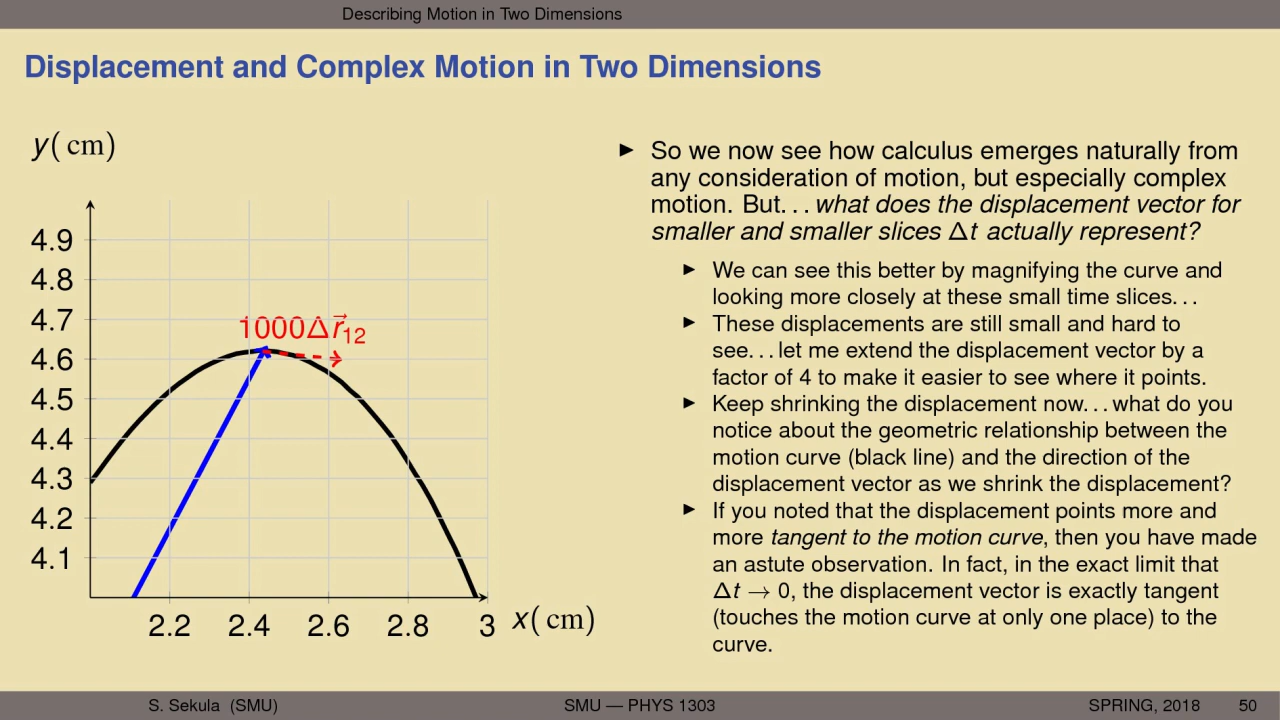 Describing Motion in Two Dimensions
Displacement and Complex Motion in Two Dimensions
y( cm)
4.9
4.8
4.7
4.6
4.5
4.4
4.3
4.2
4.1
1000Δr⃗₁₂
2.2 2.4 2.6 2.8 3 x( cm)
▶ So we now see how calculus emerges naturally from
any consideration of motion, but especially complex
motion. But. . . what does the displacement vector for
smaller and smaller slices Δt actually represent?
▶ We can see this better by magnifying the curve and
looking more closely at these small time slices. . .
▶ These displacements are still small and hard to
see. . . let me extend the displacement vector by a
factor of 4 to make it easier to see where it points.
▶ Keep shrinking the displacement now. . . what do you
notice about the geometric relationship between the
motion curve (black line) and the direction of the
displacement vector as we shrink the displacement?
▶ If you noted that the displacement points more and
more tangent to the motion curve, then you have made
an astute observation. In fact, in the exact limit that
Δt → 0, the displacement vector is exactly tangent
(touches the motion curve at only one place) to the
curve.
S. Sekula (SMU) SMU — PHYS 1303 SPRING, 2018 50